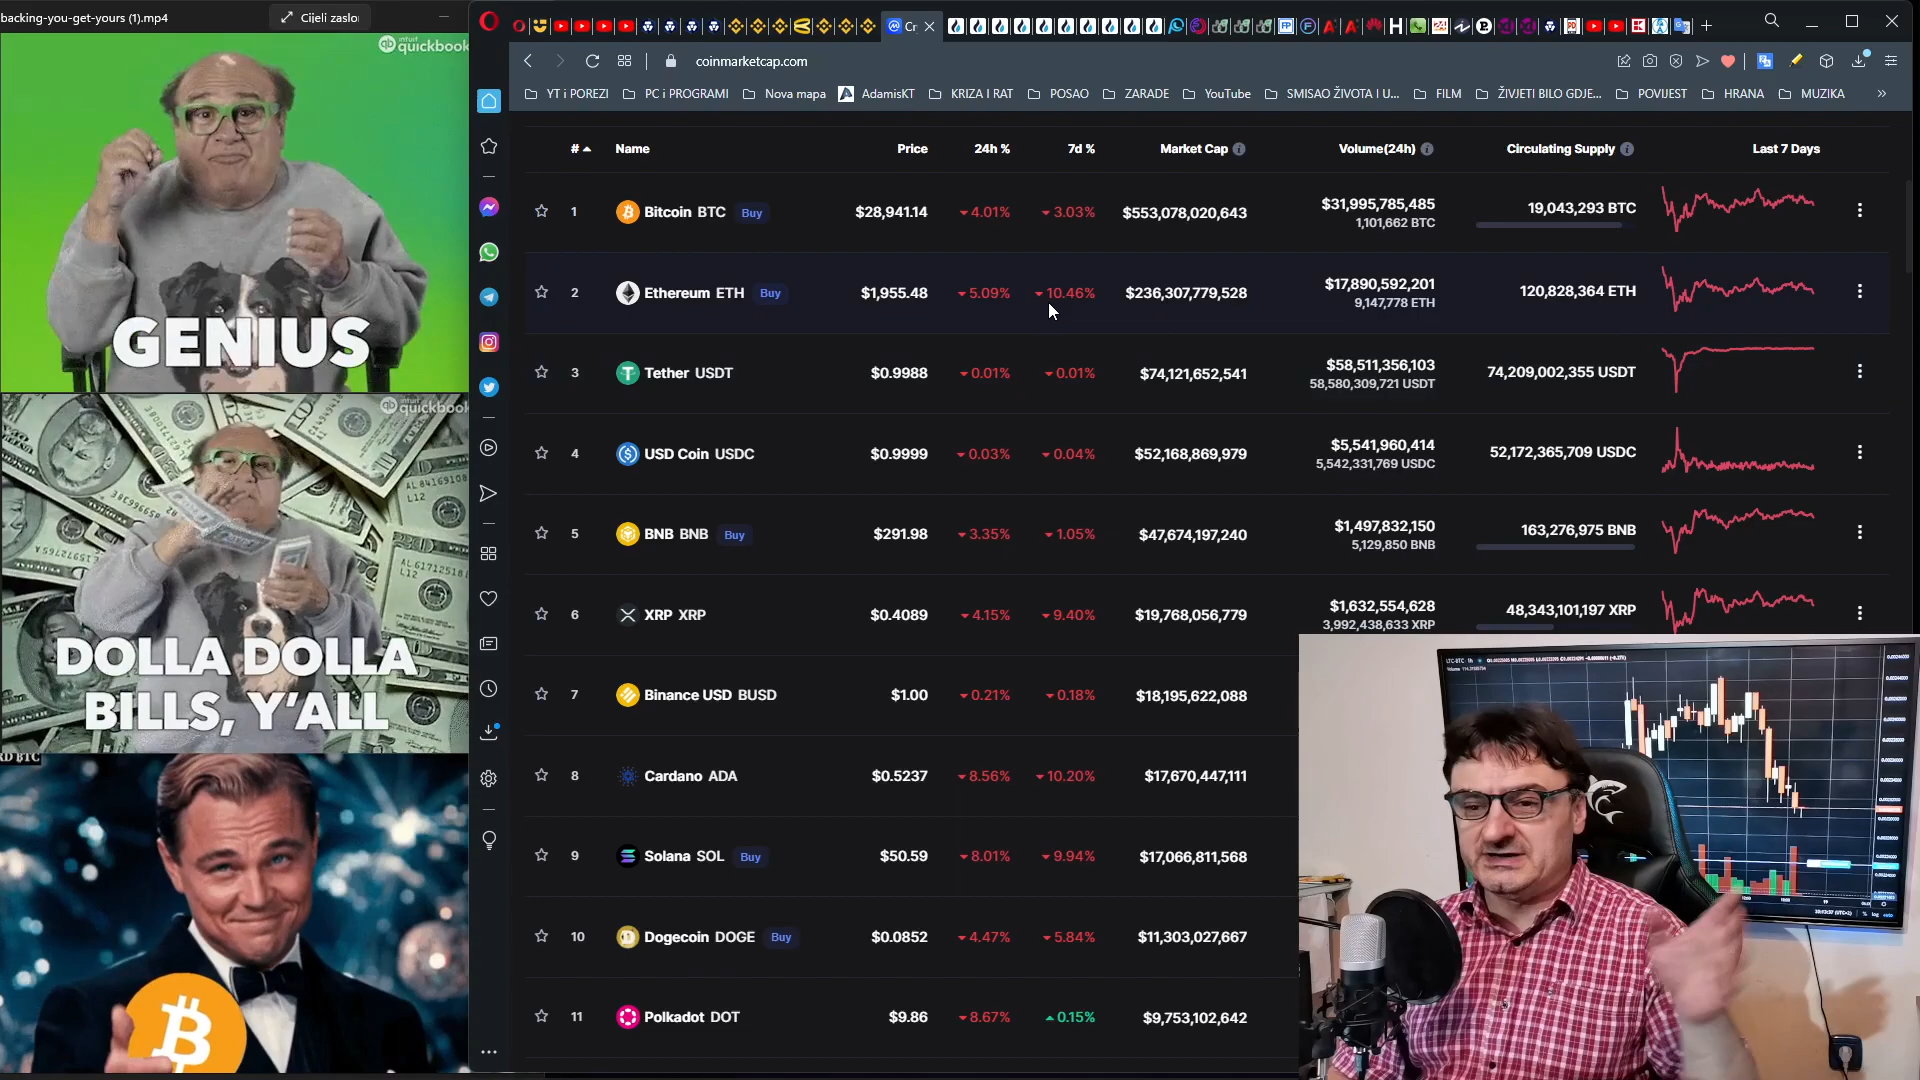 backing-you-get-yours (1).mp4
Cijeli zaslo
intuit
quickbook
GENIUS
intuit
quickbook
DOLLA DOLLA
BILLS, Y'ALL
coinmarketcap.com
YT i POREZI
PC i PROGRAMI
Nova mapa
AdamisKT
KRIZA I RAT
POSAO
ZARADE
YouTube
SMISAO ŽIVOTA I U...
FILM
ŽIVJETI BILO GDJE...
POVIJEST
HRANA
MUZIKA
# Name Price 24h % 7d % Market Cap Volume(24h) Circulating Supply Last 7 Days
1 Bitcoin BTC Buy $28,941.14 4.01% 3.03% $553,078,020,643 $31,995,785,485 19,043,293 BTC
1,101,662 BTC
2 Ethereum ETH Buy $1,955.48 5.09% 10.46% $236,307,779,528 $17,890,592,201 120,828,364 ETH
9,147,778 ETH
3 Tether USDT $0.9988 0.01% 0.01% $74,121,652,541 $58,511,356,103 74,209,002,355 USDT
58,580,309,721 USDT
4 USD Coin USDC $0.9999 0.03% 0.04% $52,168,869,979 $5,541,960,414 52,172,365,709 USDC
5,542,331,769 USDC
5 BNB BNB Buy $291.98 3.35% 1.05% $47,674,197,240 $1,497,832,150 163,276,975 BNB
5,129,850 BNB
6 XRP XRP $0.4089 4.15% 9.40% $19,768,056,779 $1,632,554,628 48,343,101,197 XRP
3,992,438,633 XRP
7 Binance USD BUSD $1.00 0.21% 0.18% $18,195,622,088
8 Cardano ADA $0.5237 8.56% 10.20% $17,670,447,111
9 Solana SOL Buy $50.59 8.01% 9.94% $17,066,811,568
10 Dogecoin DOGE Buy $0.0852 4.47% 5.84% $11,303,027,667
11 Polkadot DOT $9.86 8.67% 0.15% $9,753,102,642